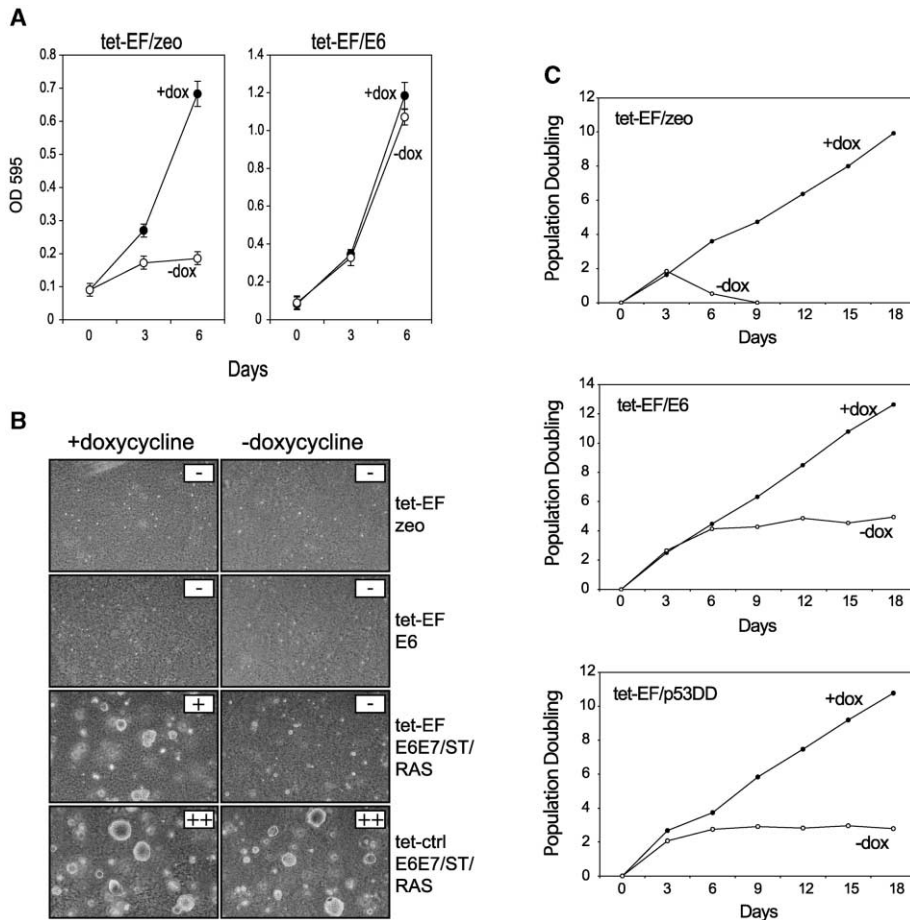 A
tet-EF/zeo
tet-EF/E6
OD 595
0.8
0.7
0.6
0.5
0.4
0.3
0.2
0.1
0
+dox
-dox
0 3 6
1.4
1.2
1.0
0.8
0.6
0.4
0.2
0
+dox
-dox
0 3 6
Days
B
+doxycycline
-doxycycline
-
-
tet-EF
zeo
-
-
tet-EF
E6
+
-
tet-EF
E6E7/ST/
RAS
++
++
tet-ctrl
E6E7/ST/
RAS
C
Population Doubling
12
10
8
6
4
2
0
tet-EF/zeo
+dox
-dox
0 3 6 9 12 15 18
Days
Population Doubling
14
12
10
8
6
4
2
0
tet-EF/E6
+dox
-dox
0 3 6 9 12 15 18
Days
Population Doubling
12
10
8
6
4
2
0
tet-EF/p53DD
+dox
-dox
0 3 6 9 12 15 18
Days